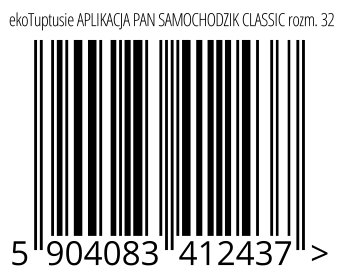 ekoTuptusie APLIKACJA PAN SAMOCHODZIK CLASSIC rozm. 32
5 904083 412437 >